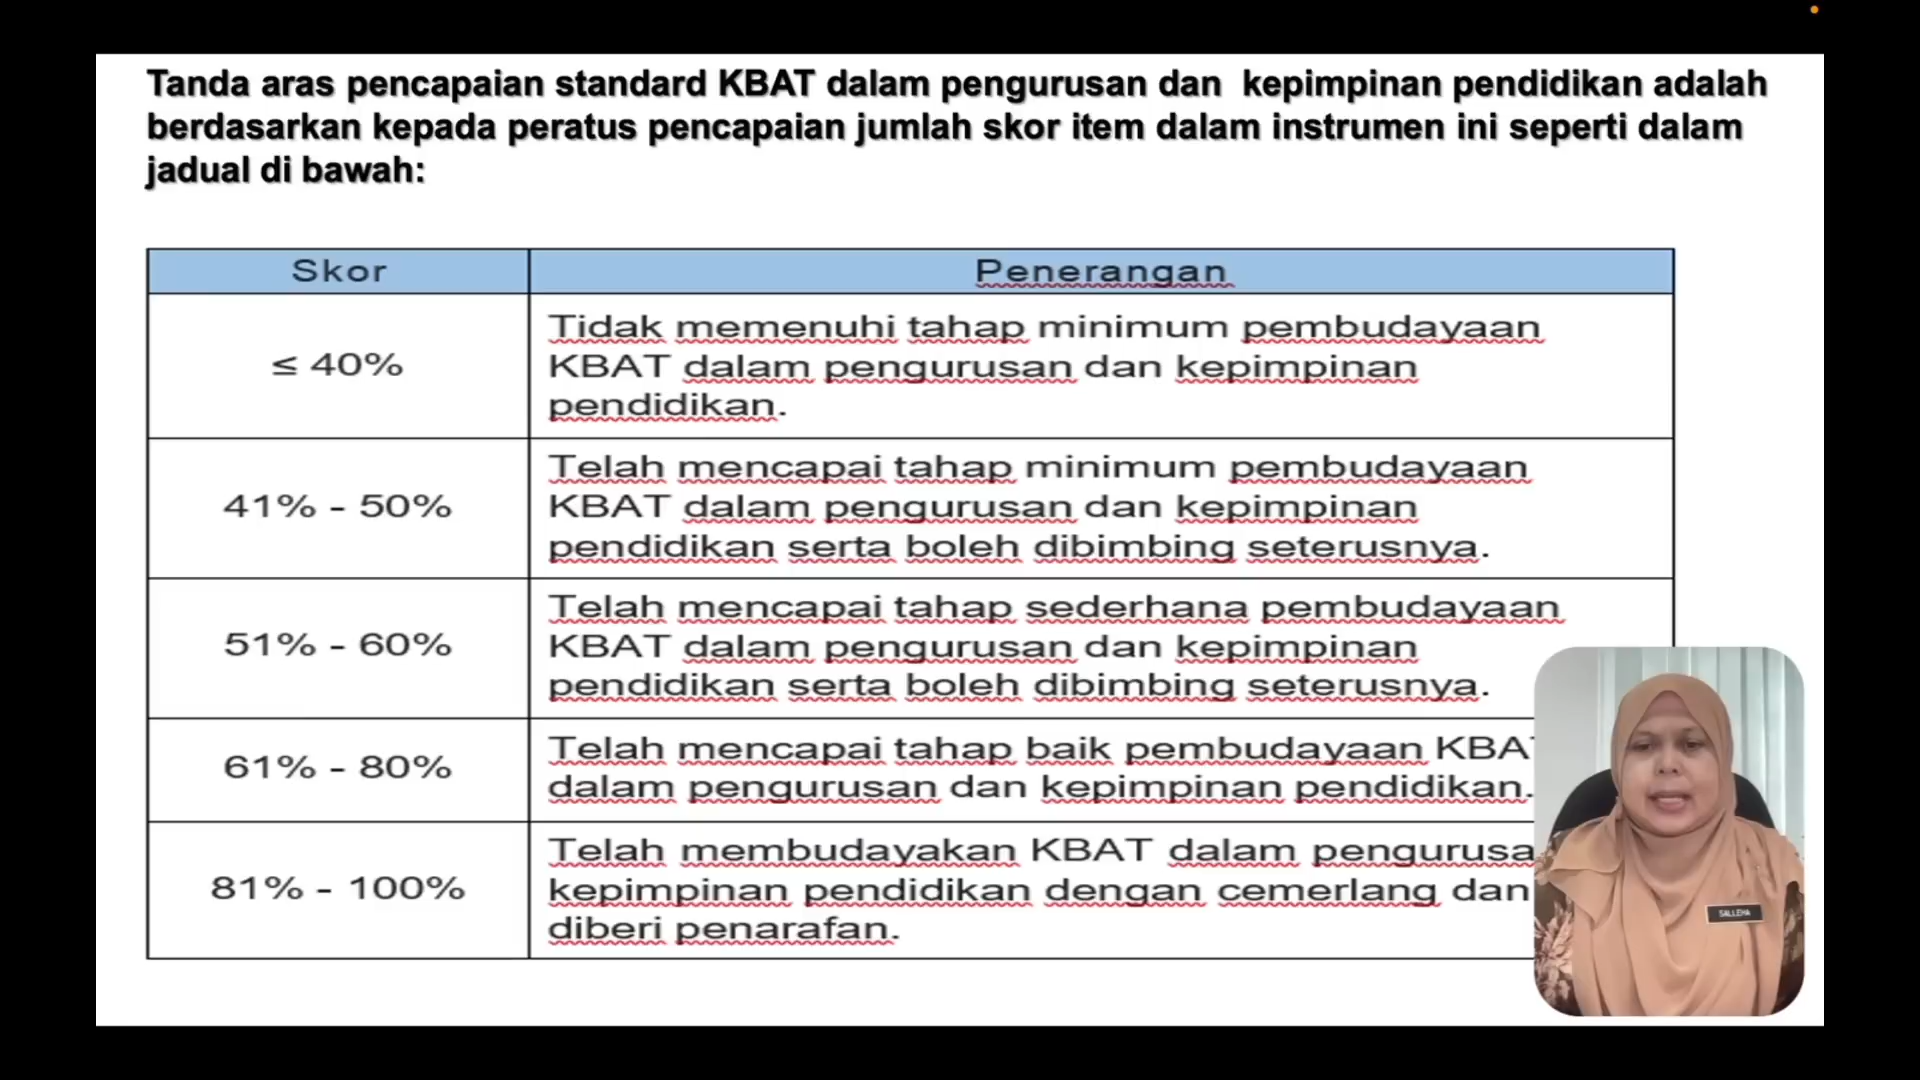 Tanda aras pencapaian standard KBAT dalam pengurusan dan kepimpinan pendidikan adalah
berdasarkan kepada peratus pencapaian jumlah skor item dalam instrumen ini seperti dalam
jadual di bawah:
Skor
Penerangan
≤ 40%
Tidak memenuhi tahap minimum pembudayaan
KBAT dalam pengurusan dan kepimpinan
pendidikan.
41% - 50%
Telah mencapai tahap minimum pembudayaan
KBAT dalam pengurusan dan kepimpinan
pendidikan serta boleh dibimbing seterusnya.
51% - 60%
Telah mencapai tahap sederhana pembudayaan
KBAT dalam pengurusan dan kepimpinan
pendidikan serta boleh dibimbing seterusnya.
61% - 80%
Telah mencapai tahap baik pembudayaan
dalam pengurusan dan kepimpinan pendidikan.
81% - 100%
Telah membudayakan KBAT dalam
kepimpinan pendidikan dengan cemerlang dan
diberi penarafan.
SALLEHA